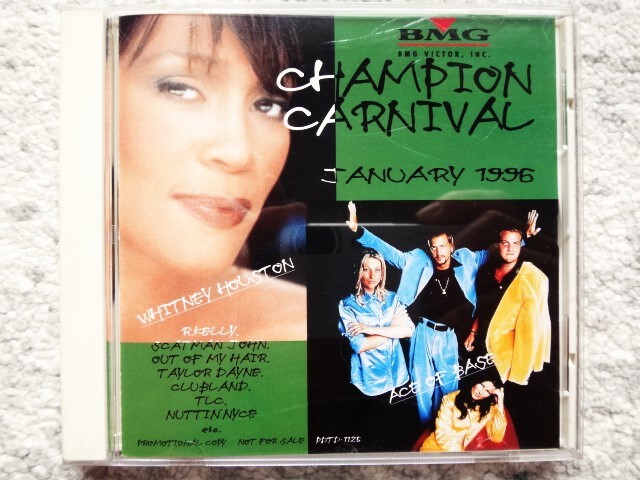 BMG
BMG VICTOR, INC.
CHAMPION
CARNIVAL
JANUARY 1996
WHITNEY HOUSTON
R.KELLY.
SCATMAN JOHN.
OUT OF MY HAIR.
TAYLOR DAYNE.
CLUBLAND.
TLC.
NUTTIN NYCE
etc.
ACE OF BASE
PROMOTIONAL COPY NOT FOR SALE